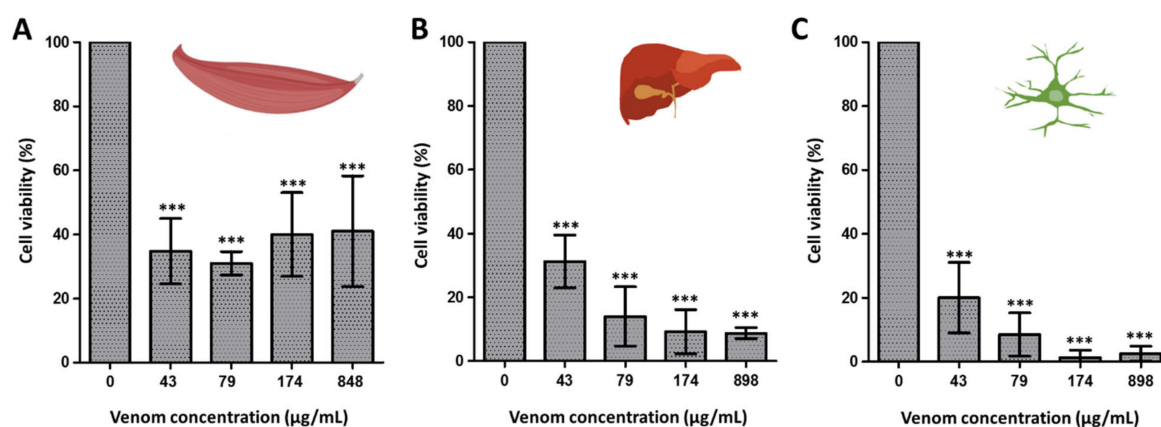 A
100
80
60
40
20
0
Cell viability (%)
***
***
***
***
0 43 79 174 848
Venom concentration (µg/mL)
B
100
80
60
40
20
0
Cell viability (%)
***
***
***
***
0 43 79 174 898
Venom concentration (µg/mL)
C
100
80
60
40
20
0
Cell viability (%)
***
***
***
***
0 43 79 174 898
Venom concentration (µg/mL)